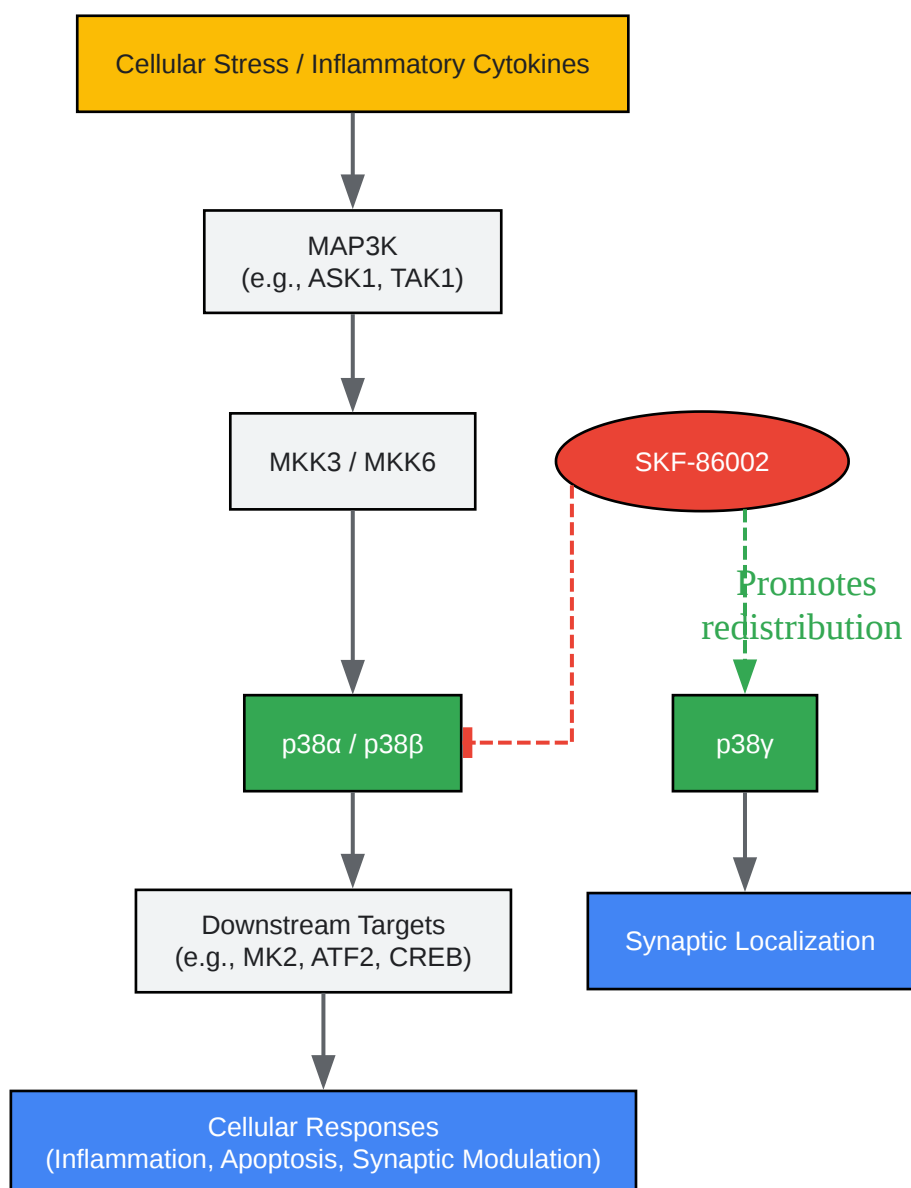 Cellular Stress / Inflammatory Cytokines
MAP3K
(e.g., ASK1, TAK1)
MKK3 / MKK6
SKF-86002
Promotes
redistribution
p38α / p38β
p38γ
Downstream Targets
(e.g., MK2, ATF2, CREB)
Synaptic Localization
Cellular Responses
(Inflammation, Apoptosis, Synaptic Modulation)